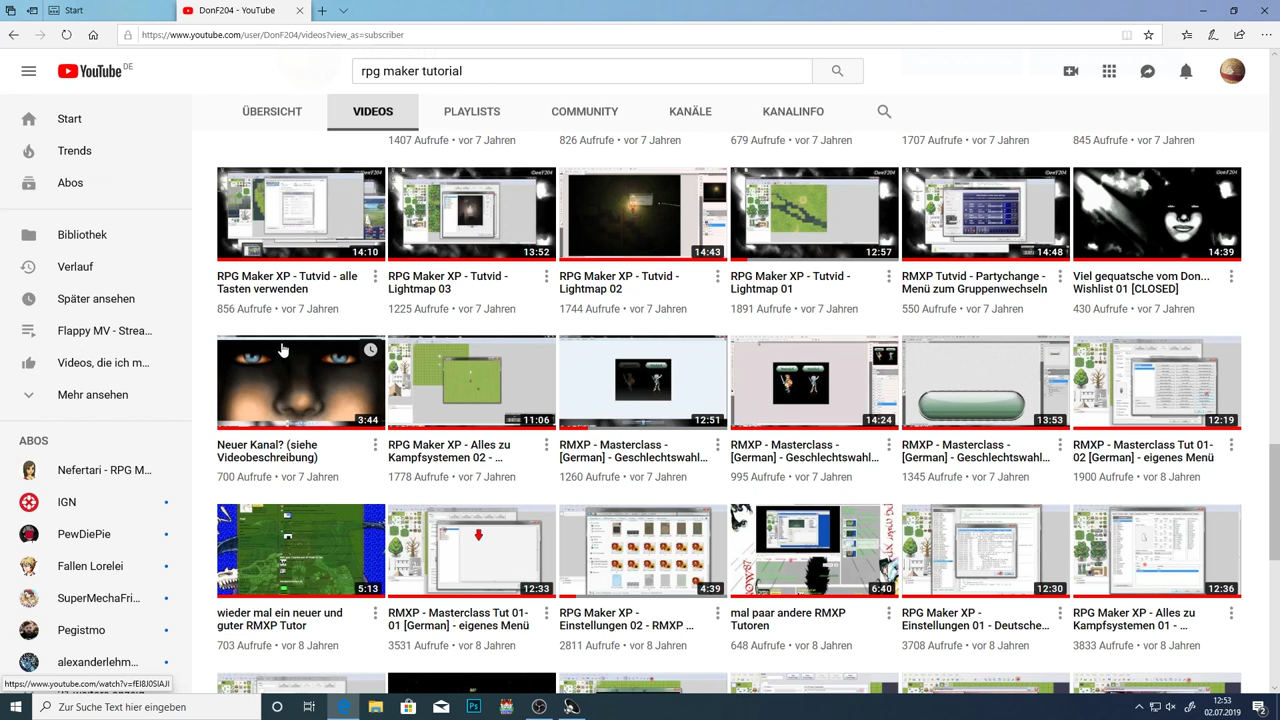 Start
DonF204 - YouTube
https://www.youtube.com/user/DonF204/videos?view_as=subscriber
YouTube DE
rpg maker tutorial
ÜBERSICHT
VIDEOS
PLAYLISTS
COMMUNITY
KANÄLE
KANALINFO
Start
Trends
Abos
Bibliothek
Verlauf
Später ansehen
Flappy MV - Strea...
Videos, die ich m...
Mehr ansehen
ABOS
Nefertari - RPG M...
IGN
PewDiePie
Fallen Lorelei
SuperMechaFri...
Pegistmo
alexanderlehm...
1407 Aufrufe • vor 7 Jahren
826 Aufrufe • vor 7 Jahren
679 Aufrufe • vor 7 Jahren
1707 Aufrufe • vor 7 Jahren
845 Aufrufe • vor 7 Jahren
14:10
RPG Maker XP - Tutvid - alle
Tasten verwenden
856 Aufrufe • vor 7 Jahren
DonF204
13:52
RPG Maker XP - Tutvid -
Lightmap 03
1225 Aufrufe • vor 7 Jahren
14:43
RPG Maker XP - Tutvid -
Lightmap 02
1744 Aufrufe • vor 7 Jahren
DonF204
12:57
RPG Maker XP - Tutvid -
Lightmap 01
1891 Aufrufe • vor 7 Jahren
DonF204
14:48
RMXP Tutvid - Partychange -
Menü zum Gruppenwechseln
550 Aufrufe • vor 7 Jahren
DonF204
14:39
Viel gequatsche vom Don...
Wishlist 01 [CLOSED]
430 Aufrufe • vor 7 Jahren
3:44
Neuer Kanal? (siehe
Videobeschreibung)
700 Aufrufe • vor 7 Jahren
11:06
RPG Maker XP - Alles zu
Kampfsystemen 02 - ...
1778 Aufrufe • vor 7 Jahren
12:51
RMXP - Masterclass -
[German] - Geschlechtswahl...
1260 Aufrufe • vor 7 Jahren
14:24
RMXP - Masterclass -
[German] - Geschlechtswahl...
995 Aufrufe • vor 7 Jahren
13:53
RMXP - Masterclass -
[German] - Geschlechtswahl...
1345 Aufrufe • vor 7 Jahren
12:19
RMXP - Masterclass Tut 01-
02 [German] - eigenes Menü
1900 Aufrufe • vor 8 Jahren
5:13
wieder mal ein neuer und
guter RMXP Tutor
703 Aufrufe • vor 8 Jahren
12:33
RMXP - Masterclass Tut 01-
01 [German] - eigenes Menü
3531 Aufrufe • vor 8 Jahren
4:39
RPG Maker XP -
Einstellungen 02 - RMXP ...
2811 Aufrufe • vor 8 Jahren
6:40
mal paar andere RMXP
Tutoren
648 Aufrufe • vor 8 Jahren
12:30
RPG Maker XP -
Einstellungen 01 - Deutsche...
3708 Aufrufe • vor 8 Jahren
12:36
RPG Maker XP - Alles zu
Kampfsystemen 01 - ...
3833 Aufrufe • vor 8 Jahren
Zur Suche Text hier eingeben
12:53
02.07.2019